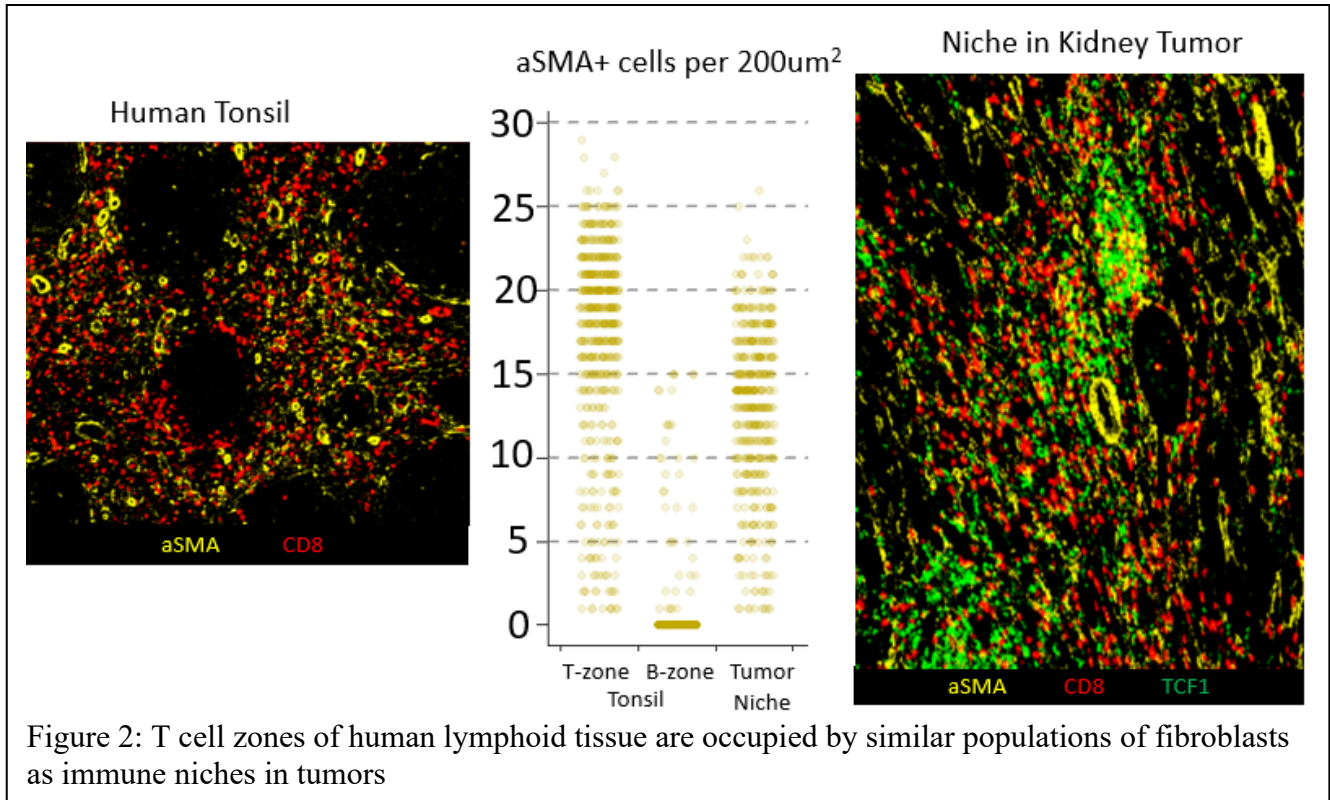 Human Tonsil
aSMA CD8
aSMA+ cells per 200um²
30
25
20
15
10
5
0
T-zone B-zone Tumor
Tonsil Niche
Niche in Kidney Tumor
aSMA CD8 TCF1
Figure 2: T cell zones of human lymphoid tissue are occupied by similar populations of fibroblasts
as immune niches in tumors